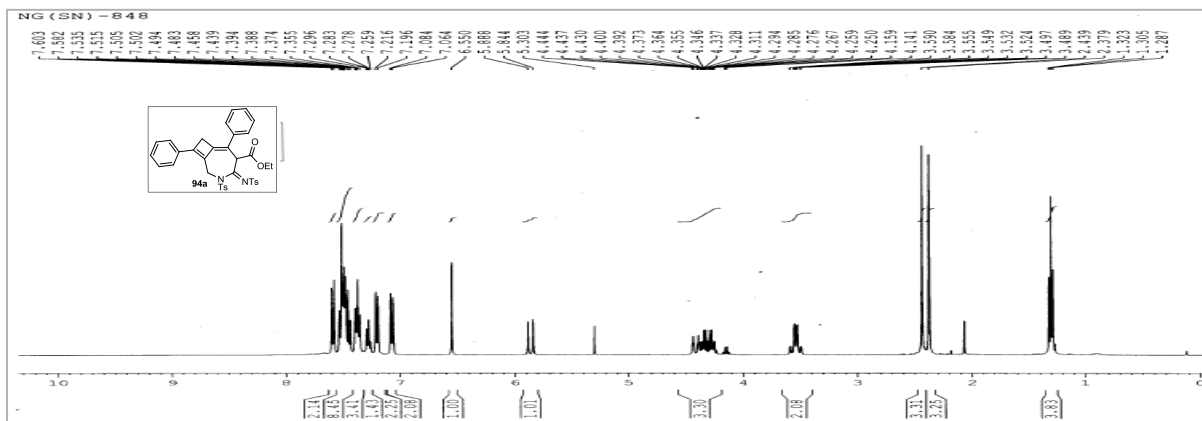 NG(SN)-848
7.603 7.582 7.535 7.515 7.505 7.502 7.494 7.483 7.458 7.439 7.394 7.388 7.374 7.355 7.296 7.283 7.278 7.259 7.216 7.196 7.084 7.064 6.550 5.888 5.844 5.303 4.444 4.437 4.430 4.400 4.392 4.373 4.364 4.355 4.346 4.337 4.328 4.311 4.294 4.285 4.276 4.267 4.259 4.250 4.159 4.141 3.590 3.584 3.555 3.549 3.532 3.524 3.497 3.489 2.439 2.379 1.323 1.305 1.287
O
OEt
N
Ts
NTs
94a
10 9 8 7 6 5 4 3 2 1 0
2.14 8.45 3.41 1.43 2.25 2.08 1.00 1.01 3.30 2.08 3.31 3.25 3.83